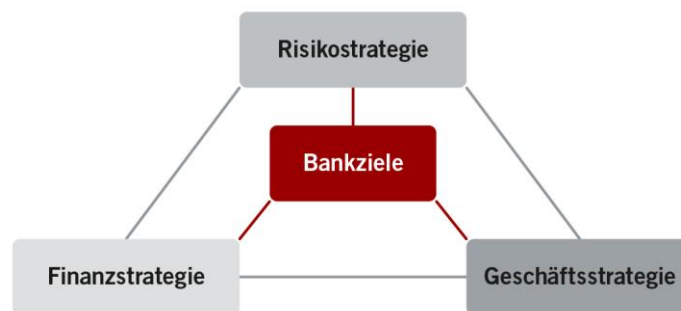 Risikostrategie
Bankziele
Finanzstrategie
Geschäftsstrategie